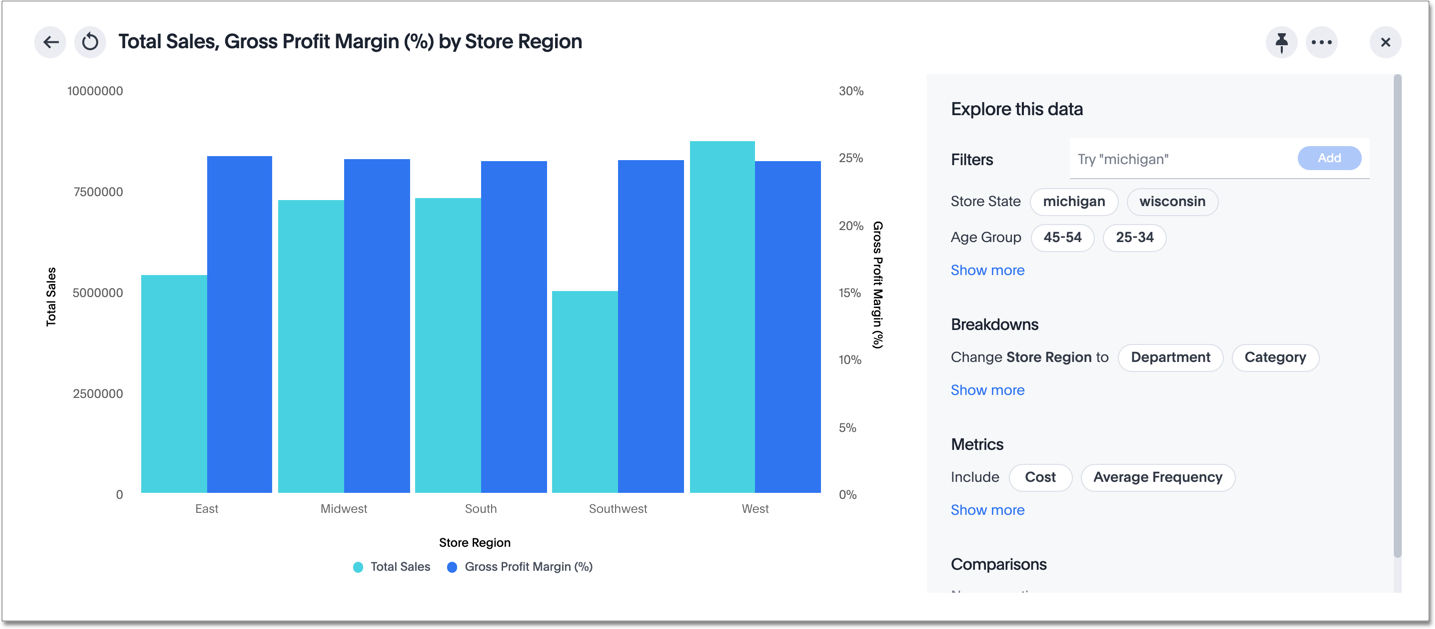 Total Sales, Gross Profit Margin (%) by Store Region
10000000
7500000
5000000
2500000
0
Total Sales
30%
25%
20%
15%
10%
5%
0%
Gross Profit Margin (%)
East Midwest South Southwest West
Store Region
Total Sales Gross Profit Margin (%)
Explore this data
Filters Try "michigan" Add
Store State michigan wisconsin
Age Group 45-54 25-34
Show more
Breakdowns
Change Store Region to Department Category
Show more
Metrics
Include Cost Average Frequency
Show more
Comparisons